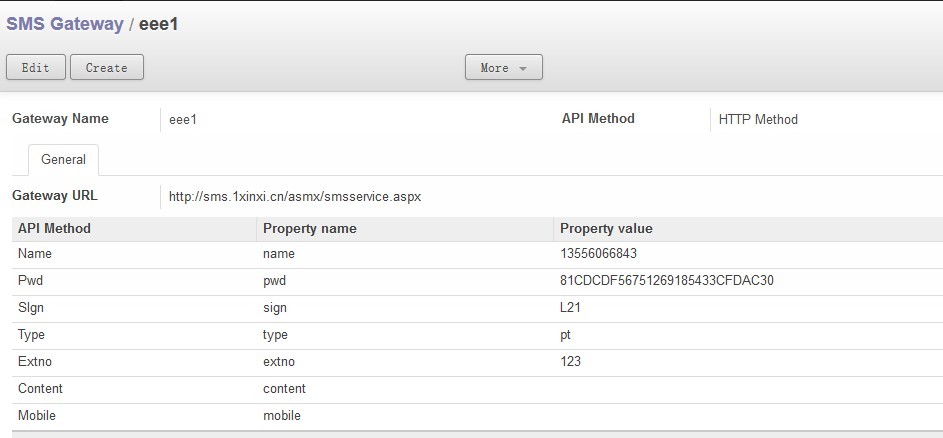 SMS Gateway / eee1
Edit Create More
Gateway Name eee1 API Method HTTP Method
General
Gateway URL http://sms.1xinxi.cn/asmx/smsservice.aspx
API Method Property name Property value
Name name 13556066843
Pwd pwd 81CDCDF56751269185433CFDAC30
SIgn sign L21
Type type pt
Extno extno 123
Content content
Mobile mobile